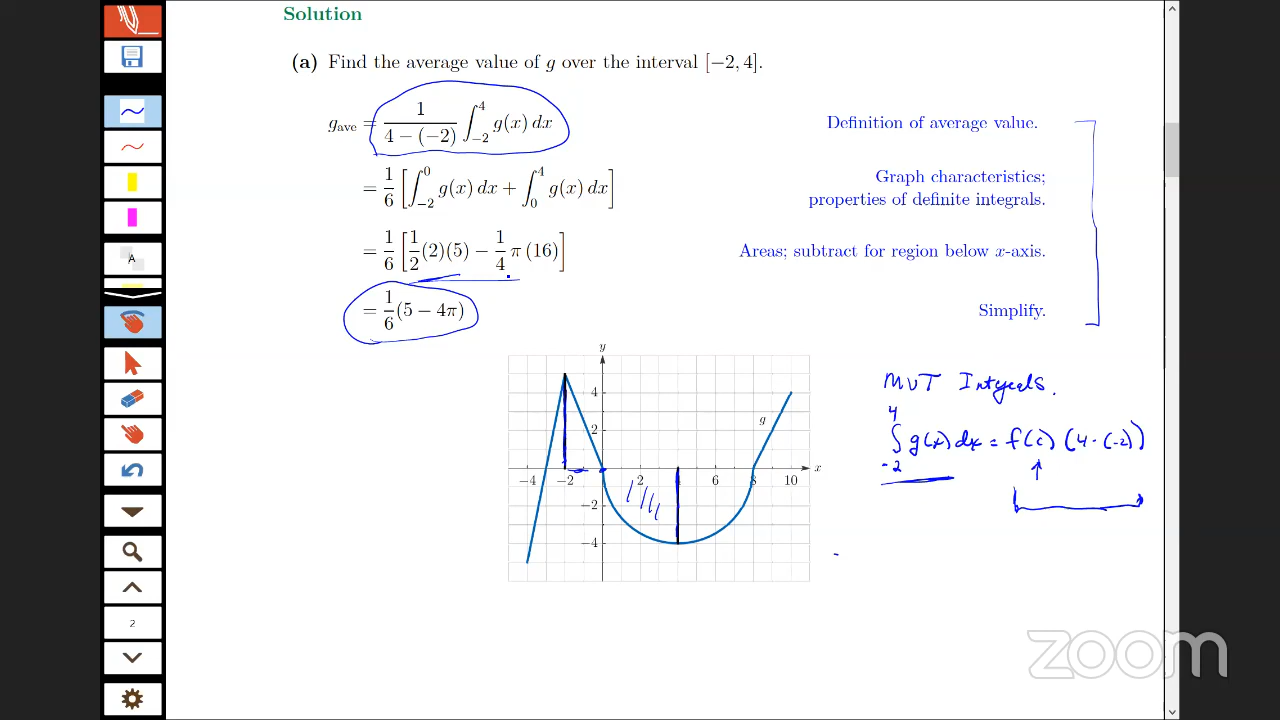 Solution
(a) Find the average value of g over the interval [−2, 4].
g_ave = 1/(4 − (−2)) ∫_{−2}^{4} g(x) dx
Definition of average value.
= 1/6 [∫_{−2}^{0} g(x) dx + ∫_{0}^{4} g(x) dx]
Graph characteristics;
properties of definite integrals.
= 1/6 [1/2 (2)(5) − 1/4 π (16)]
Areas; subtract for region below x-axis.
= 1/6 (5 − 4π)
Simplify.
y
4
2
−2
−4
−4 −2 2 6 8 10
x
g
MVT Integrals.
∫_{−2}^{4} g(x) dx = f(c) (4 - (-2))
A
2
zoom